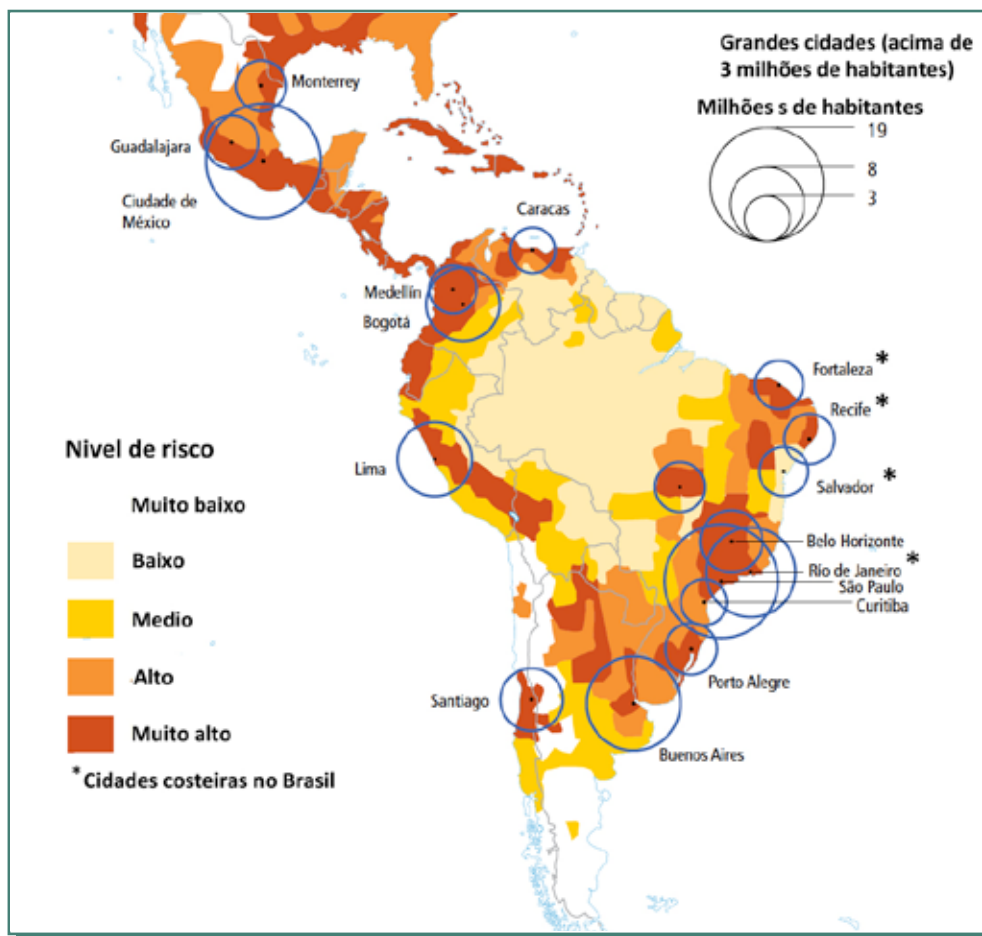 Grandes cidades (acima de
3 milhões de habitantes)
Milhões s de habitantes
19
8
3
Monterrey
Guadalajara
Ciudade de
México
Caracas
Medellín
Bogotá
Fortaleza *
Recife *
Lima
Salvador *
Belo Horizonte
Río de Janeiro *
São Paulo
Curitiba
Porto Alegre
Santiago
Buenos Aires
Nivel de risco
Muito baixo
Baixo
Medio
Alto
Muito alto
* Cidades costeiras no Brasil